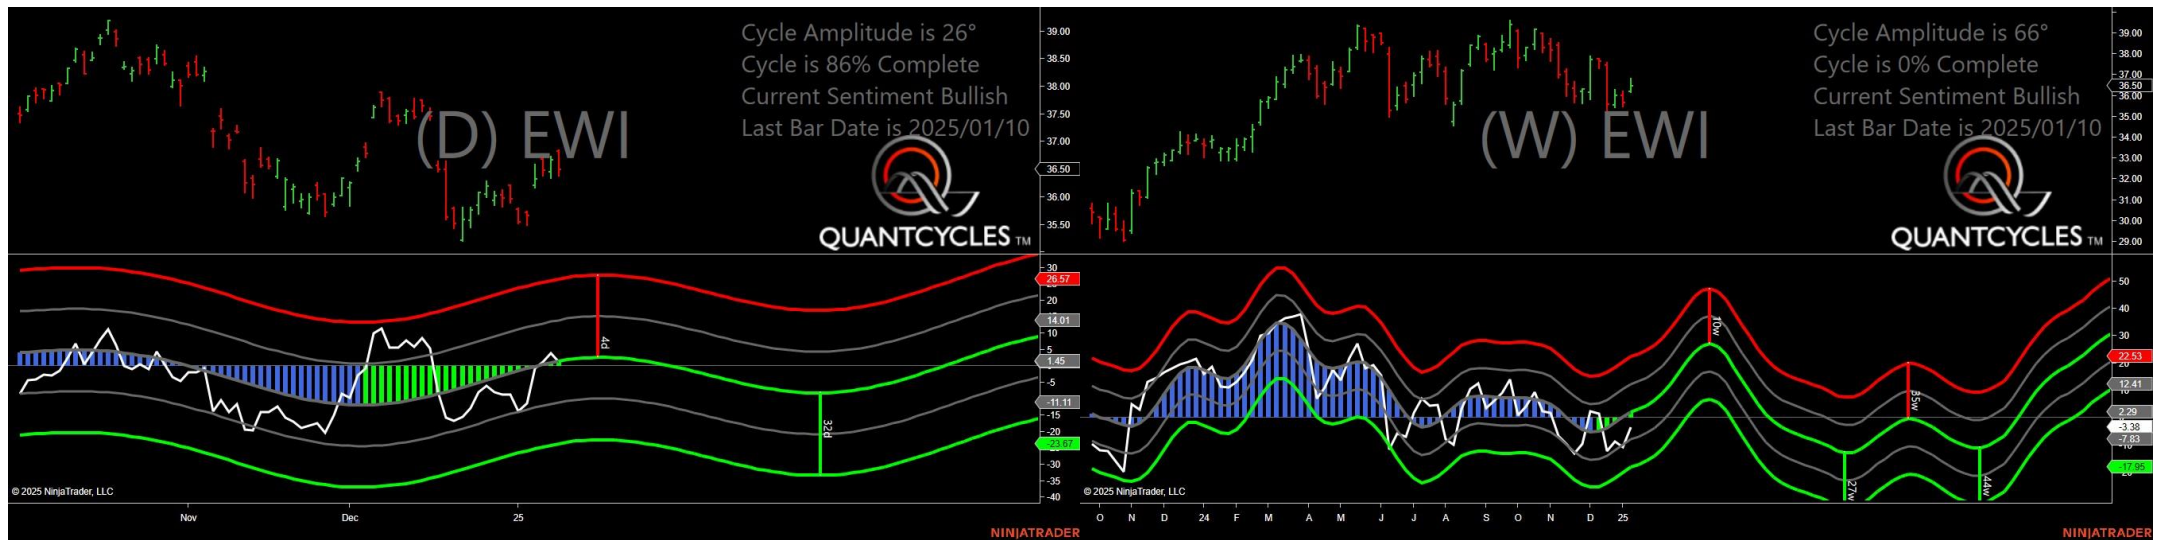 Cycle Amplitude is 26°
Cycle is 86% Complete
Current Sentiment Bullish
Last Bar Date is 2025/01/10
(D) EWI
QUANTCYCLES TM
39.00
38.50
38.00
37.50
37.00
36.50
36.00
35.50
30
26.57
20
14.01
10
5
1.45
-5
-11.11
-15
-20
-23.67
-30
-35
-40
4d
32d
© 2025 NinjaTrader, LLC
Nov
Dec
25
NINJATRADER
Cycle Amplitude is 66°
Cycle is 0% Complete
Current Sentiment Bullish
Last Bar Date is 2025/01/10
(W) EWI
QUANTCYCLES TM
39.00
38.00
37.00
36.50
36.00
35.00
34.00
33.00
32.00
31.00
30.00
29.00
50
40
30
22.53
20
12.41
2.29
-3.38
-7.83
-17.95
10w
35w
27w
44w
© 2025 NinjaTrader, LLC
O N D 24 F M A M J J A S O N D 25
NINJATRADER